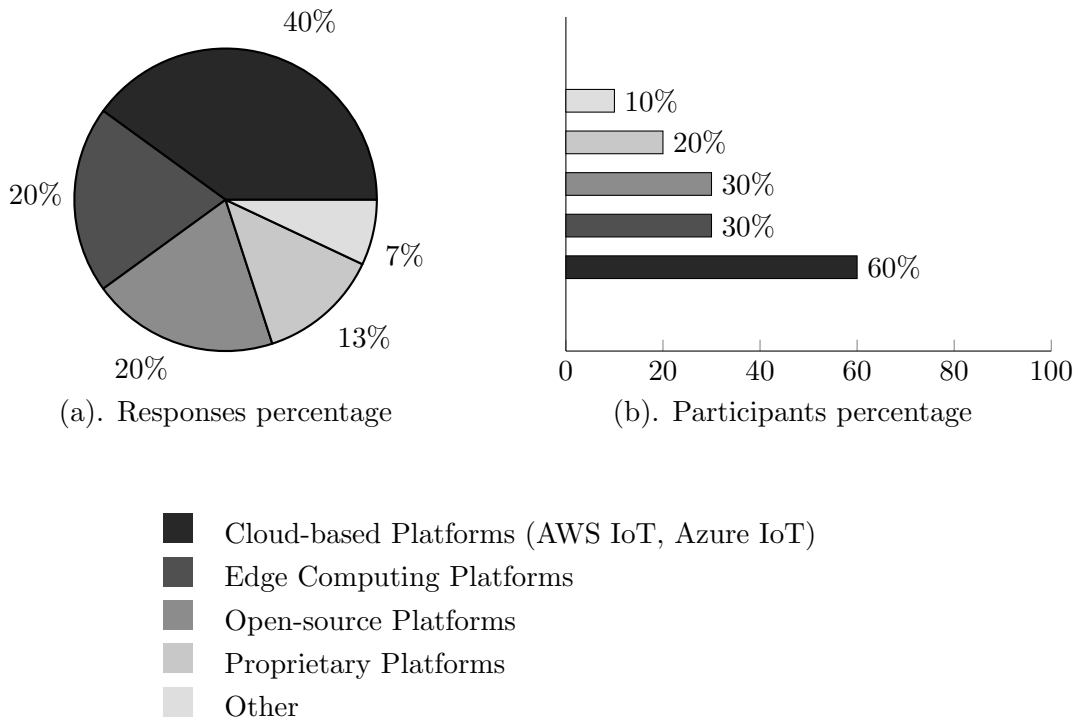 40%
20%
20%
13%
7%
(a). Responses percentage
10%
20%
30%
30%
60%
0 20 40 60 80 100
(b). Participants percentage
Cloud-based Platforms (AWS IoT, Azure IoT)
Edge Computing Platforms
Open-source Platforms
Proprietary Platforms
Other